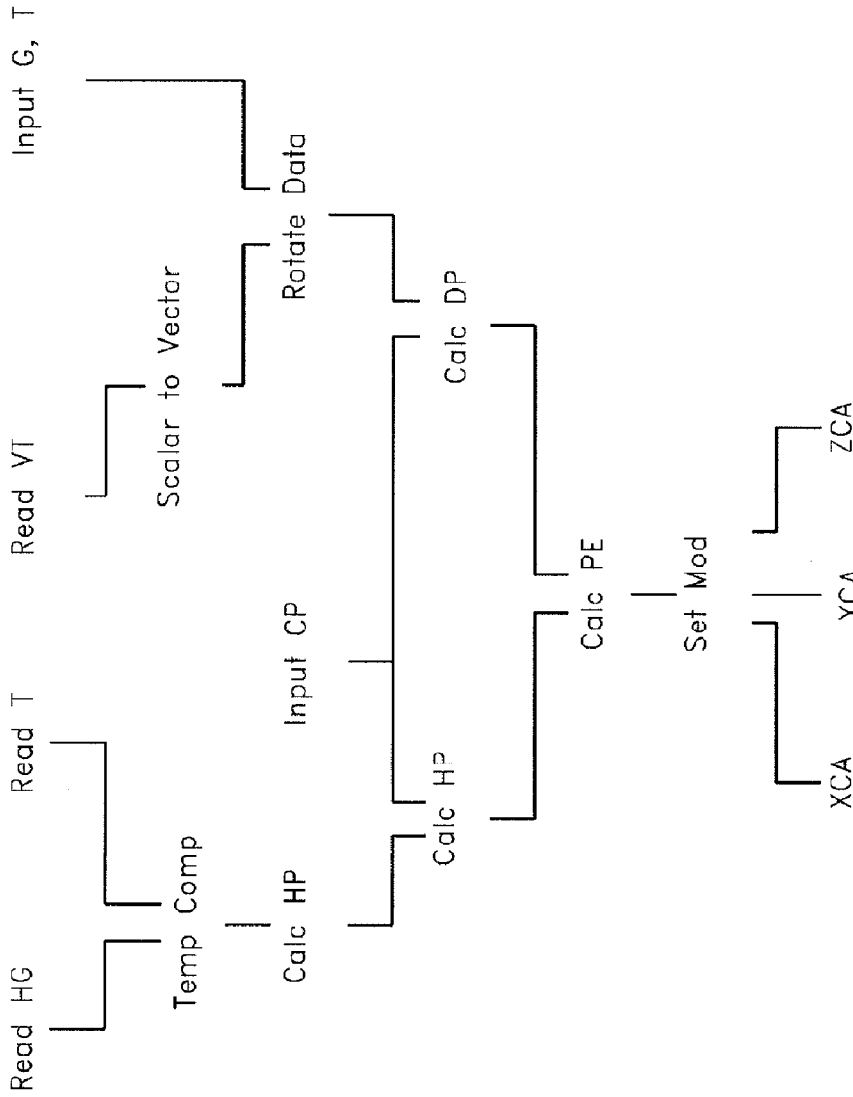 Read HG
Read T
Read VT
Input G, T
Temp Comp
Scalar to Vector
Calc HP
Input CP
Rotate Data
Calc HP
Calc DP
Calc PE
Set Mod
XCA
YCA
ZCA